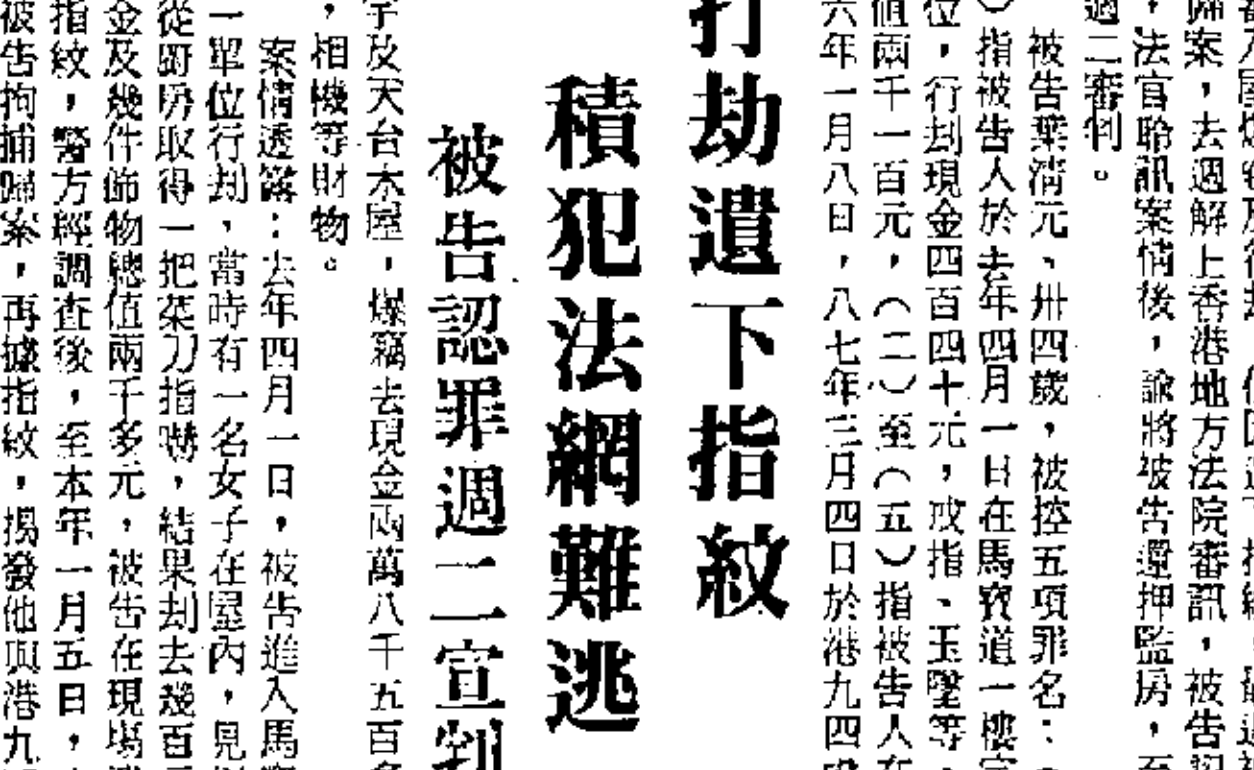 歸案，去週解上香港地方法院審訊，被告
，法官聆訊案情後，諭將被告還押監房，至
週二審判。
被告葉淸元、卅四歲，被控五項罪名：
）指被告人於去年四月一日在馬寶道一樓宇
位，行刦現金四百四十元，戒指、玉墜等
值兩千一百元，（二）至（五）指被告人在
六年一月八日，八七年三月四日於港九四
打劫遺下指紋
積犯法網難逃
被告認罪週二宣判
字及天台木屋，爆竊去現金兩萬八千五百多
，相機等財物。
案情透露：去年四月一日，被告進入馬寶
一單位行刦，當時有一名女子在屋內，見
從廚房取得一把菜刀指嚇，結果刦去幾百元
金及幾件飾物總值兩千多元，被告在現場
指紋，警方經調查後，至本年一月五日，
被告拘捕歸案，再據指紋，揭發他與港九